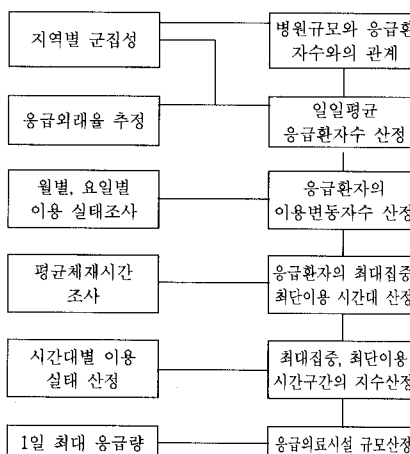 지역별 군집성
병원규모와 응급환
자수와의 관계
응급외래율 추정
일일평균
응급환자수 산정
월별, 요일별
이용 실태조사
응급환자의
이용변동자수 산정
평균체재시간
조사
응급환자의 최대집중,
최단이용 시간대 산정
시간대별 이용
실태 산정
최대집중, 최단이용
시간구간의 지수산정
1일 최대 응급량
응급의료시설 규모산정